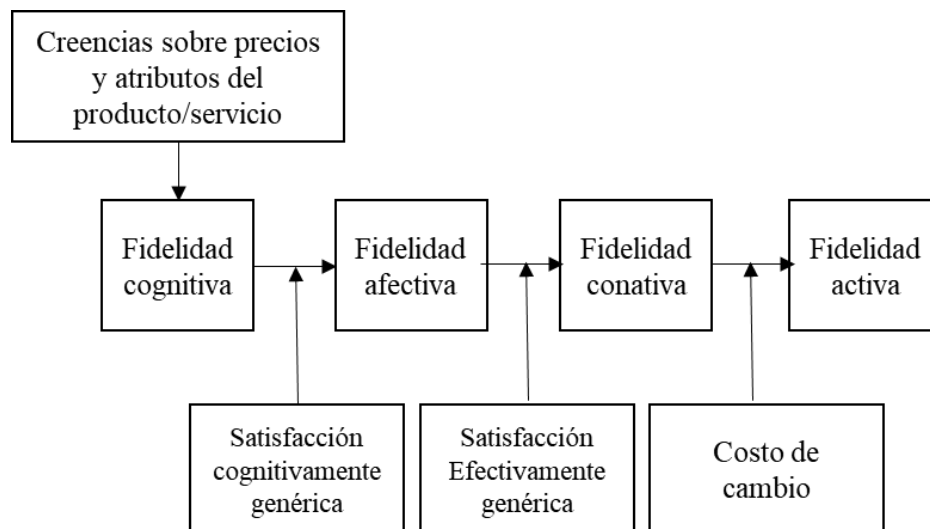 Creencias sobre precios
y atributos del
producto/servicio
Fidelidad
cognitiva
Fidelidad
afectiva
Fidelidad
conativa
Fidelidad
activa
Satisfacción
cognitivamente
genérica
Satisfacción
Efectivamente
genérica
Costo de
cambio